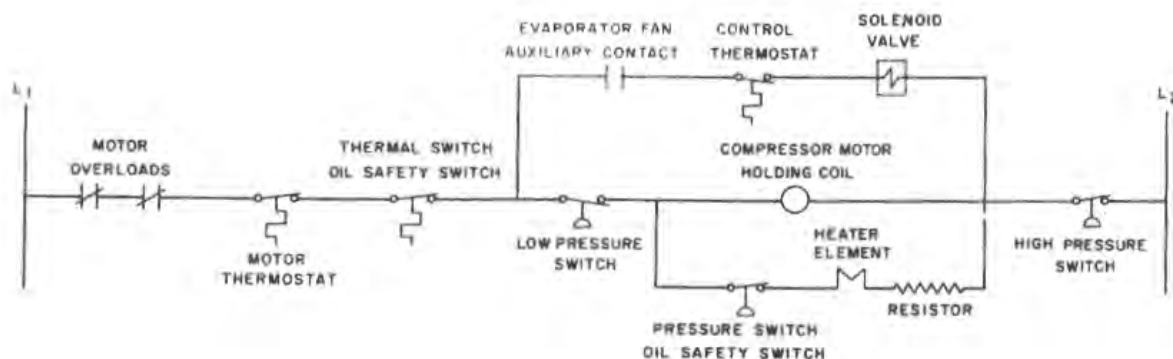 EVAPORATOR FAN
AUXILIARY CONTACT
CONTROL
THERMOSTAT
SOLENOID
VALVE
L1
L2
MOTOR
OVERLOADS
THERMAL SWITCH
OIL SAFETY SWITCH
COMPRESSOR MOTOR
HOLDING COIL
MOTOR
THERMOSTAT
LOW PRESSURE
SWITCH
HEATER
ELEMENT
HIGH PRESSURE
SWITCH
RESISTOR
PRESSURE SWITCH
OIL SAFETY SWITCH